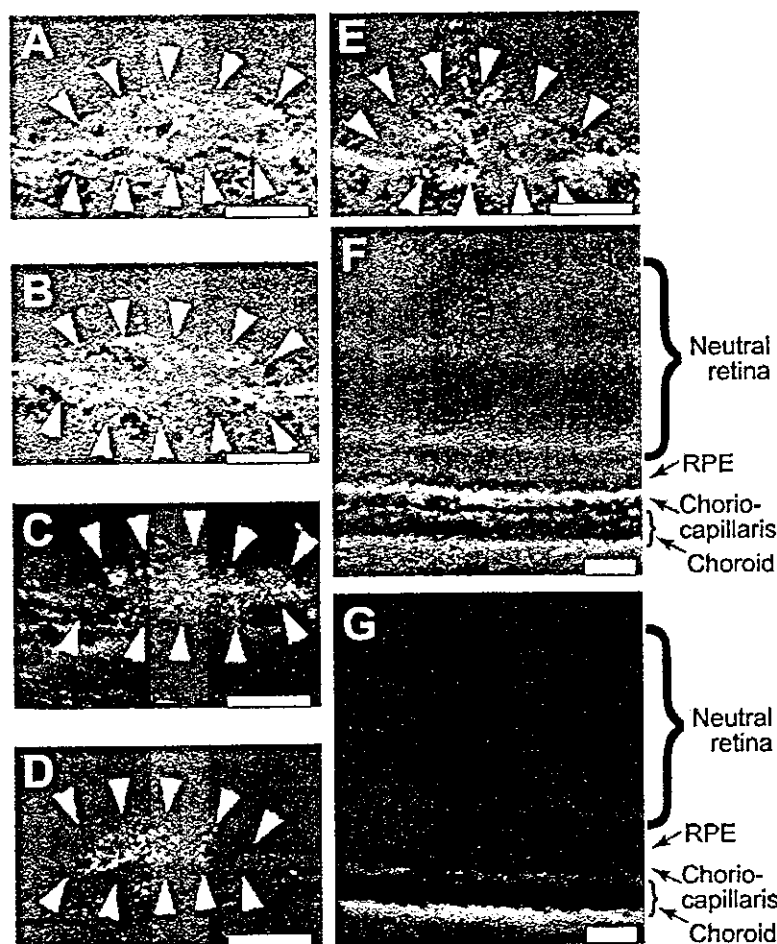 A
E
B
F
Neutral
retina
RPE
Chorio-
capillaris
Choroid
C
G
Neutral
retina
RPE
Chorio-
capillaris
Choroid
D